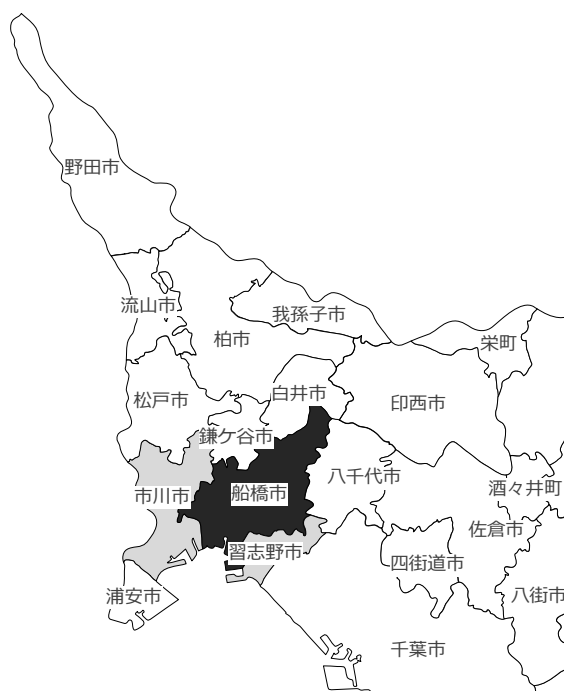 野田市
流山市
我孫子市
柏市
栄町
松戸市
白井市
印西市
鎌ケ谷市
市川市
船橋市
八千代市
酒々井町
佐倉市
習志野市
四街道市
浦安市
八街市
千葉市